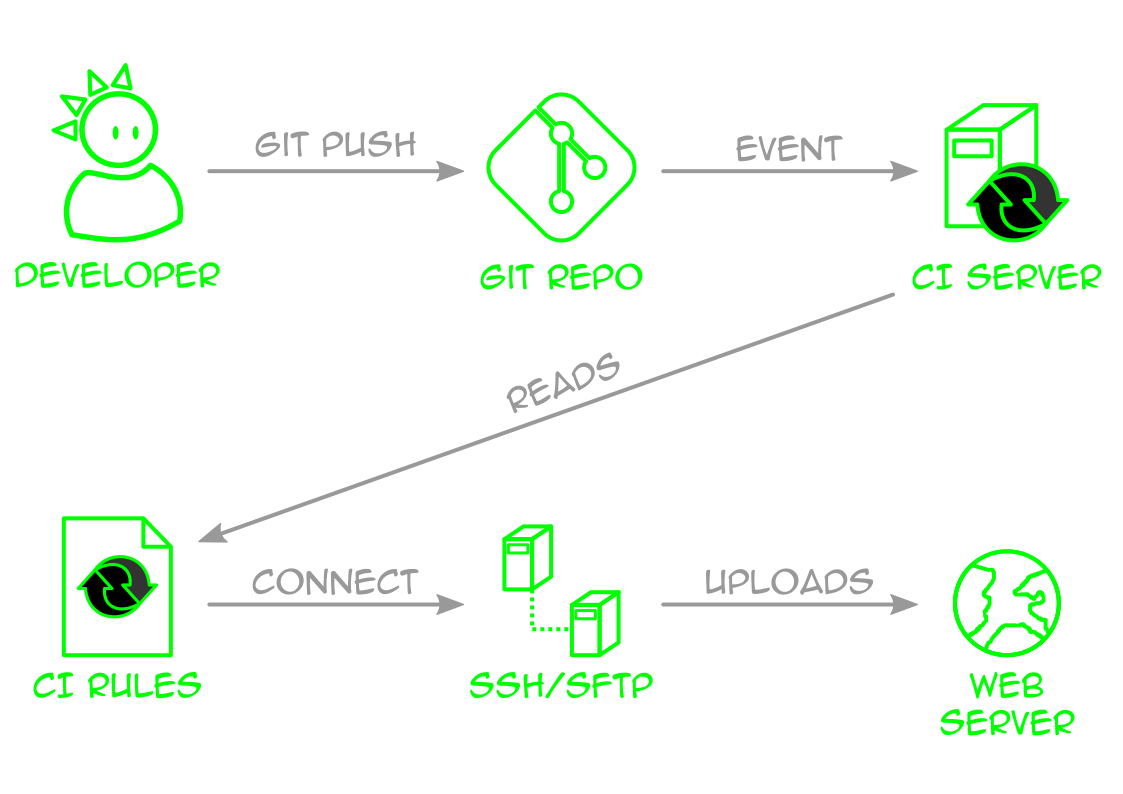 GIT PUSH
EVENT
DEVELOPER
GIT REPO
CI SERVER
READS
CONNECT
UPLOADS
CI RULES
SSH/SFTP
WEB
SERVER